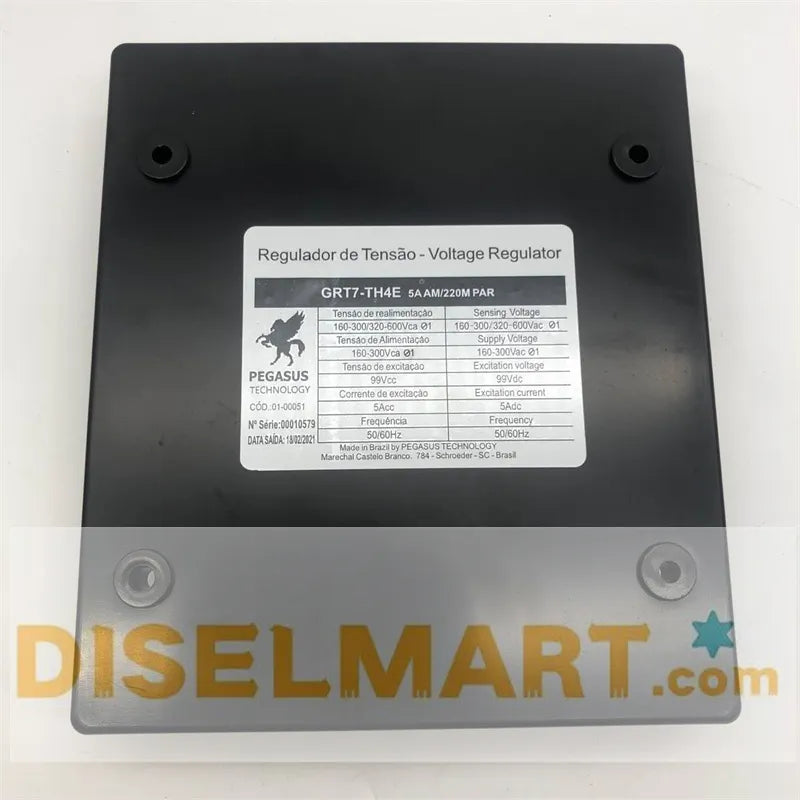 Regulador de Tensão - Voltage Regulator
GRT7-TH4E 5A AM/220M PAR
PEGASUS
TECHNOLOGY
CÓD. :01-00051
Nº Série:00010579
DATA SAÍDA: 18/02/2021
Tensão de realimentação Sensing Voltage
160-300/320-600Vca Ø1 160-300/320-600Vac Ø1
Tensão de Alimentação Supply Voltage
160-300Vca Ø1 160-300Vac Ø1
Tensão de excitação Excitation voltage
99Vcc 99Vdc
Corrente de excitação Excitation current
5Acc 5Adc
Frequência Frequency
50/60Hz 50/60Hz
Made in Brazil by PEGASUS TECHNOLOGY
Marechal Castelo Branco. 784 - Schroeder - SC - Brasil
DISELMART.com